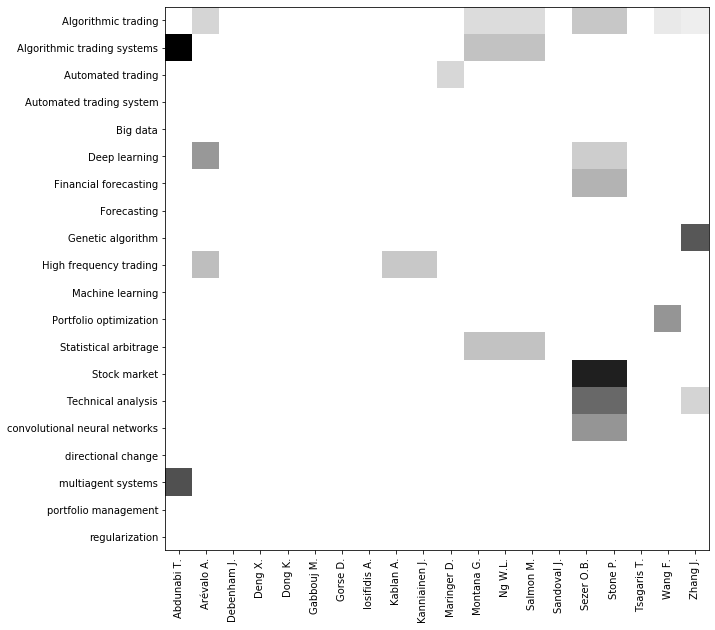 Algorithmic trading
Algorithmic trading systems
Automated trading
Automated trading system
Big data
Deep learning
Financial forecasting
Forecasting
Genetic algorithm
High frequency trading
Machine learning
Portfolio optimization
Statistical arbitrage
Stock market
Technical analysis
convolutional neural networks
directional change
multiagent systems
portfolio management
regularization
Abdunabi T.
Arévalo A.
Debenham J.
Deng X.
Dong K.
Gabbouj M.
Gorse D.
Iosifidis A.
Kablan A.
Kanniainen J.
Maringer D.
Montana G.
Ng W.L.
Salmon M.
Sandoval J.
Sezer O.B.
Stone P.
Tsagaris T.
Wang F.
Zhang J.